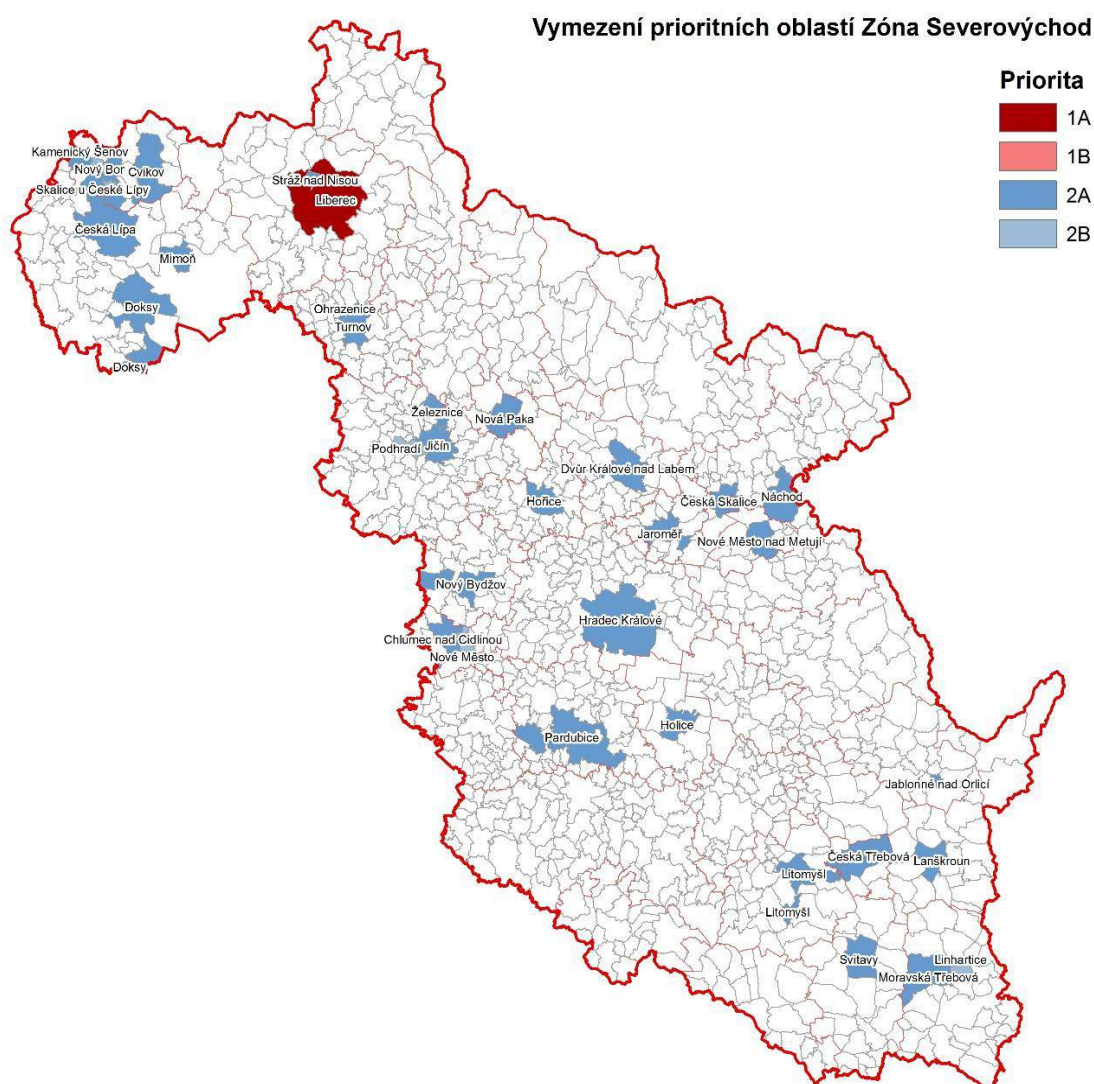 Vymezení prioritních oblastí Zóna Severovýchod
Priorita
1A
1B
2A
2B
Kamenický Šenov
Nový Bor
Cvikov
Skalice u České Lípy
Česká Lípa
Mimoň
Doksy
Doksy
Stráž nad Nisou
Liberec
Ohrazenice
Turnov
Železnice
Nová Paka
Podhradí
Jičín
Dvůr Králové nad Labem
Hořice
Česká Skalice
Náchod
Jaroměř
Nové Město nad Metují
Nový Bydžov
Hradec Králové
Chlumec nad Cidlinou
Nové Město
Pardubice
Holice
Jablonné nad Orlicí
Česká Třebová
Lanškroun
Litomyšl
Litomyšl
Svitavy
Linhartice
Moravská Třebová